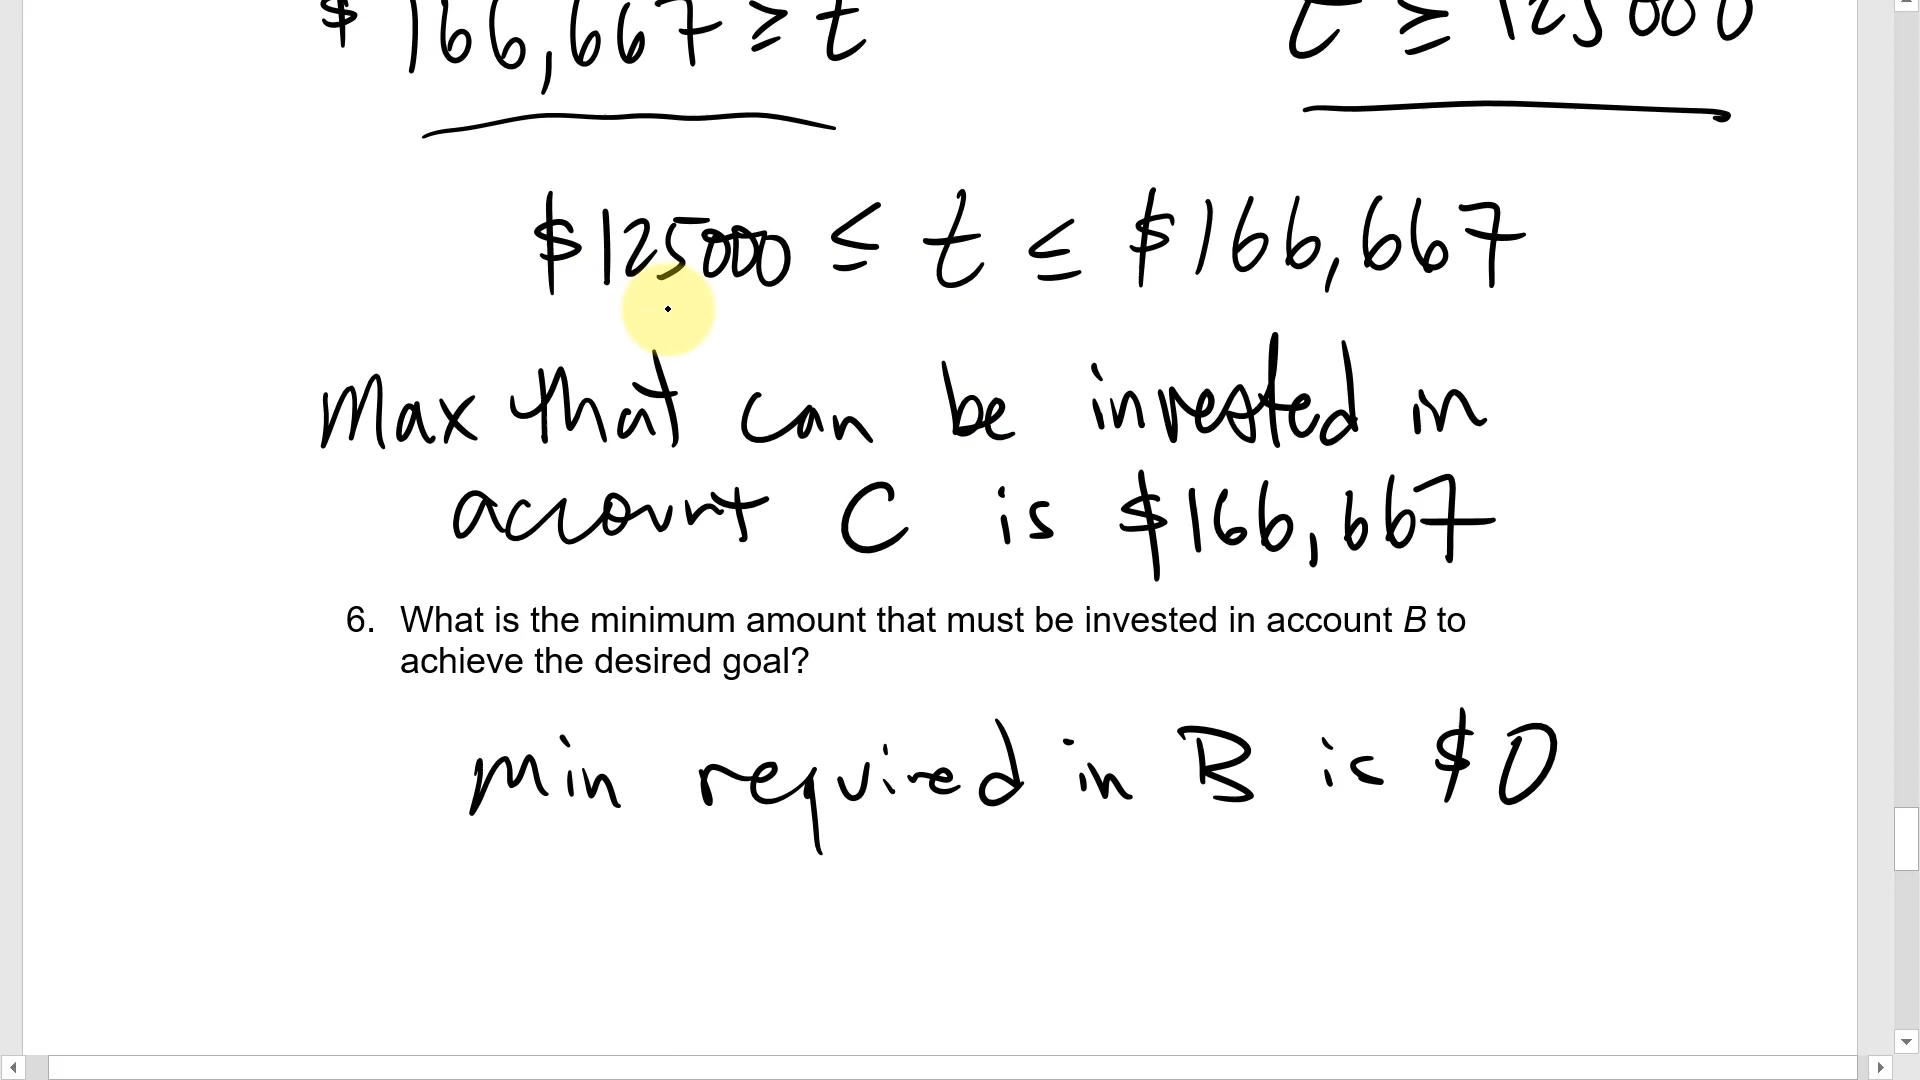 $166,667 ≥ t
t ≥ 125000
$125000 ≤ t ≤ $166,667
Max that can be invested in
account C is $166,667
6. What is the minimum amount that must be invested in account B to
achieve the desired goal?
min required in B is $0